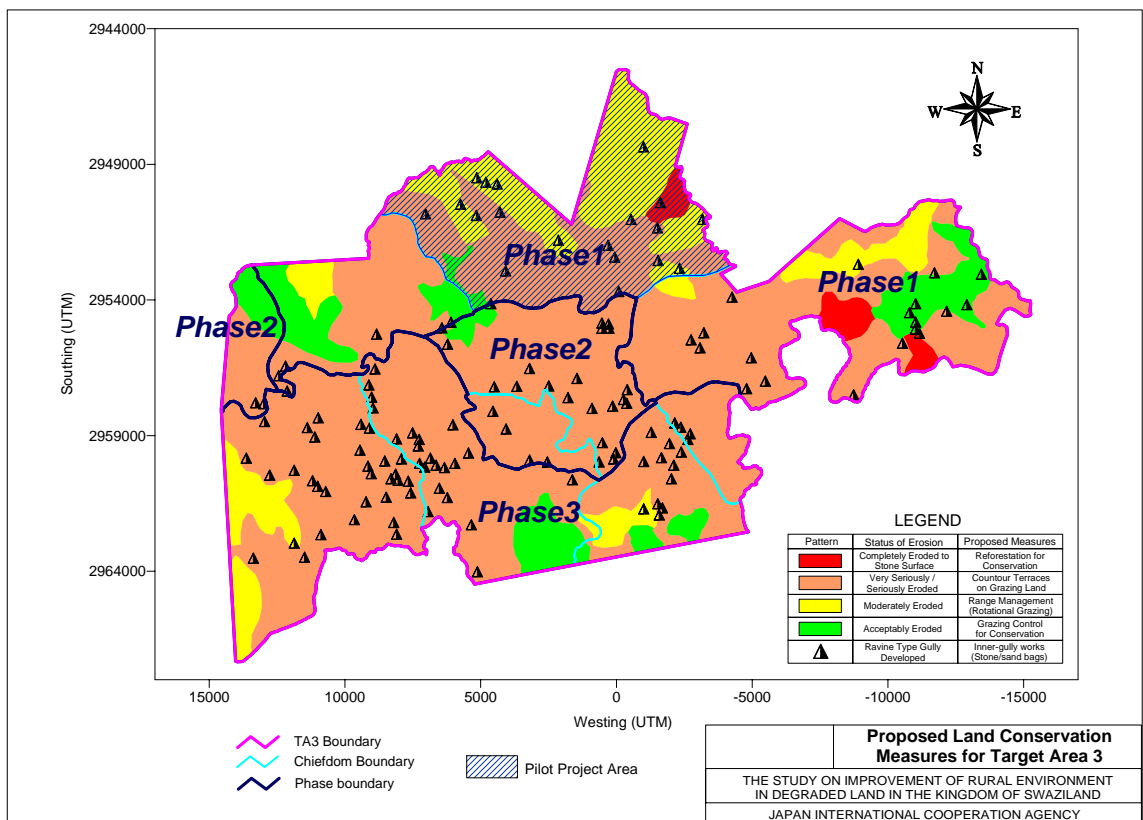 2944000
2949000
2954000
2959000
2964000
Southing (UTM)
N
W
E
S
Phase1
Phase1
Phase2
Phase2
Phase3
15000
10000
5000
0
-5000
-10000
-15000
Westing (UTM)
LEGEND
Pattern
Status of Erosion
Proposed Measures
Completely Eroded to
Stone Surface
Reforestation for
Conservation
Very Seriously /
Seriously Eroded
Countour Terraces
on Grazing Land
Moderately Eroded
Range Management
(Rotational Grazing)
Acceptably Eroded
Grazing Control
for Conservation
Ravine Type Gully
Developed
Inner-gully works
(Stone/sand bags)
TA3 Boundary
Chiefdom Boundary
Phase boundary
Pilot Project Area
Proposed Land Conservation
Measures for Target Area 3
THE STUDY ON IMPROVEMENT OF RURAL ENVIRONMENT
IN DEGRADED LAND IN THE KINGDOM OF SWAZILAND
JAPAN INTERNATIONAL COOPERATION AGENCY